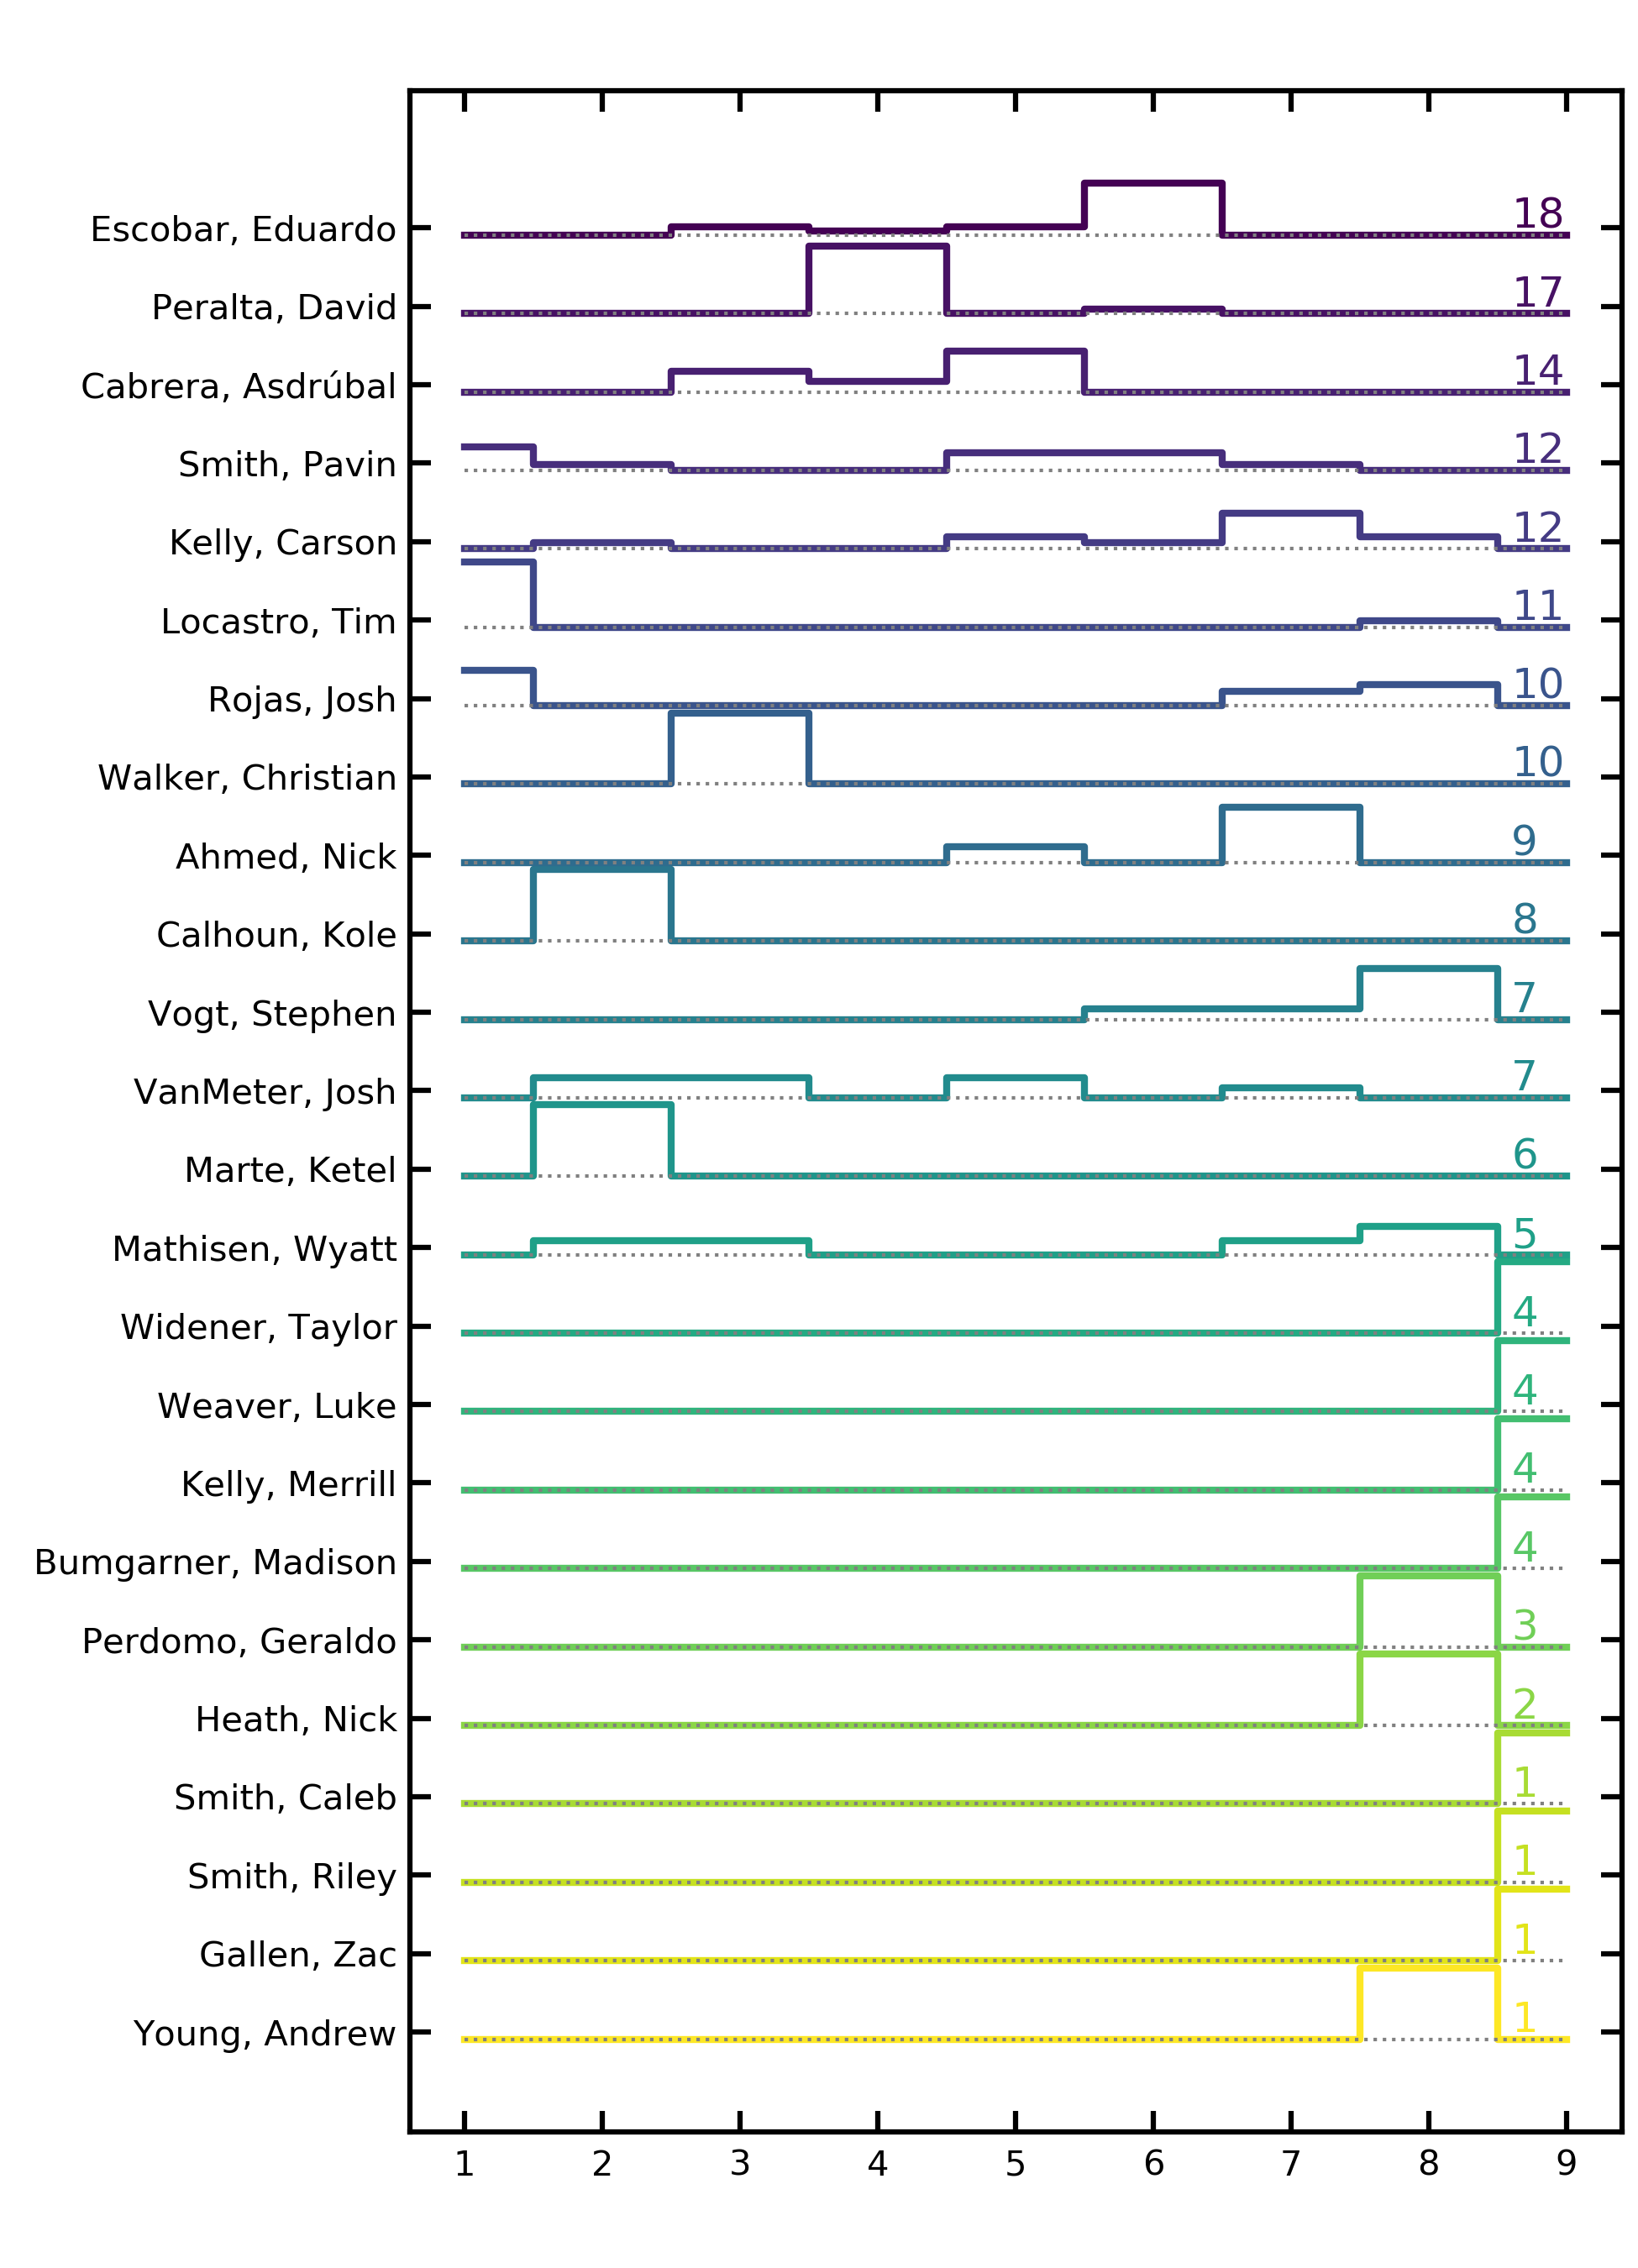 Escobar, Eduardo 18
Peralta, David 17
Cabrera, Asdrúbal 14
Smith, Pavin 12
Kelly, Carson 12
Locastro, Tim 11
Rojas, Josh 10
Walker, Christian 10
Ahmed, Nick 9
Calhoun, Kole 8
Vogt, Stephen 7
VanMeter, Josh 7
Marte, Ketel 6
Mathisen, Wyatt 5
Widener, Taylor 4
Weaver, Luke 4
Kelly, Merrill 4
Bumgarner, Madison 4
Perdomo, Geraldo 3
Heath, Nick 2
Smith, Caleb 1
Smith, Riley 1
Gallen, Zac 1
Young, Andrew 1
1 2 3 4 5 6 7 8 9